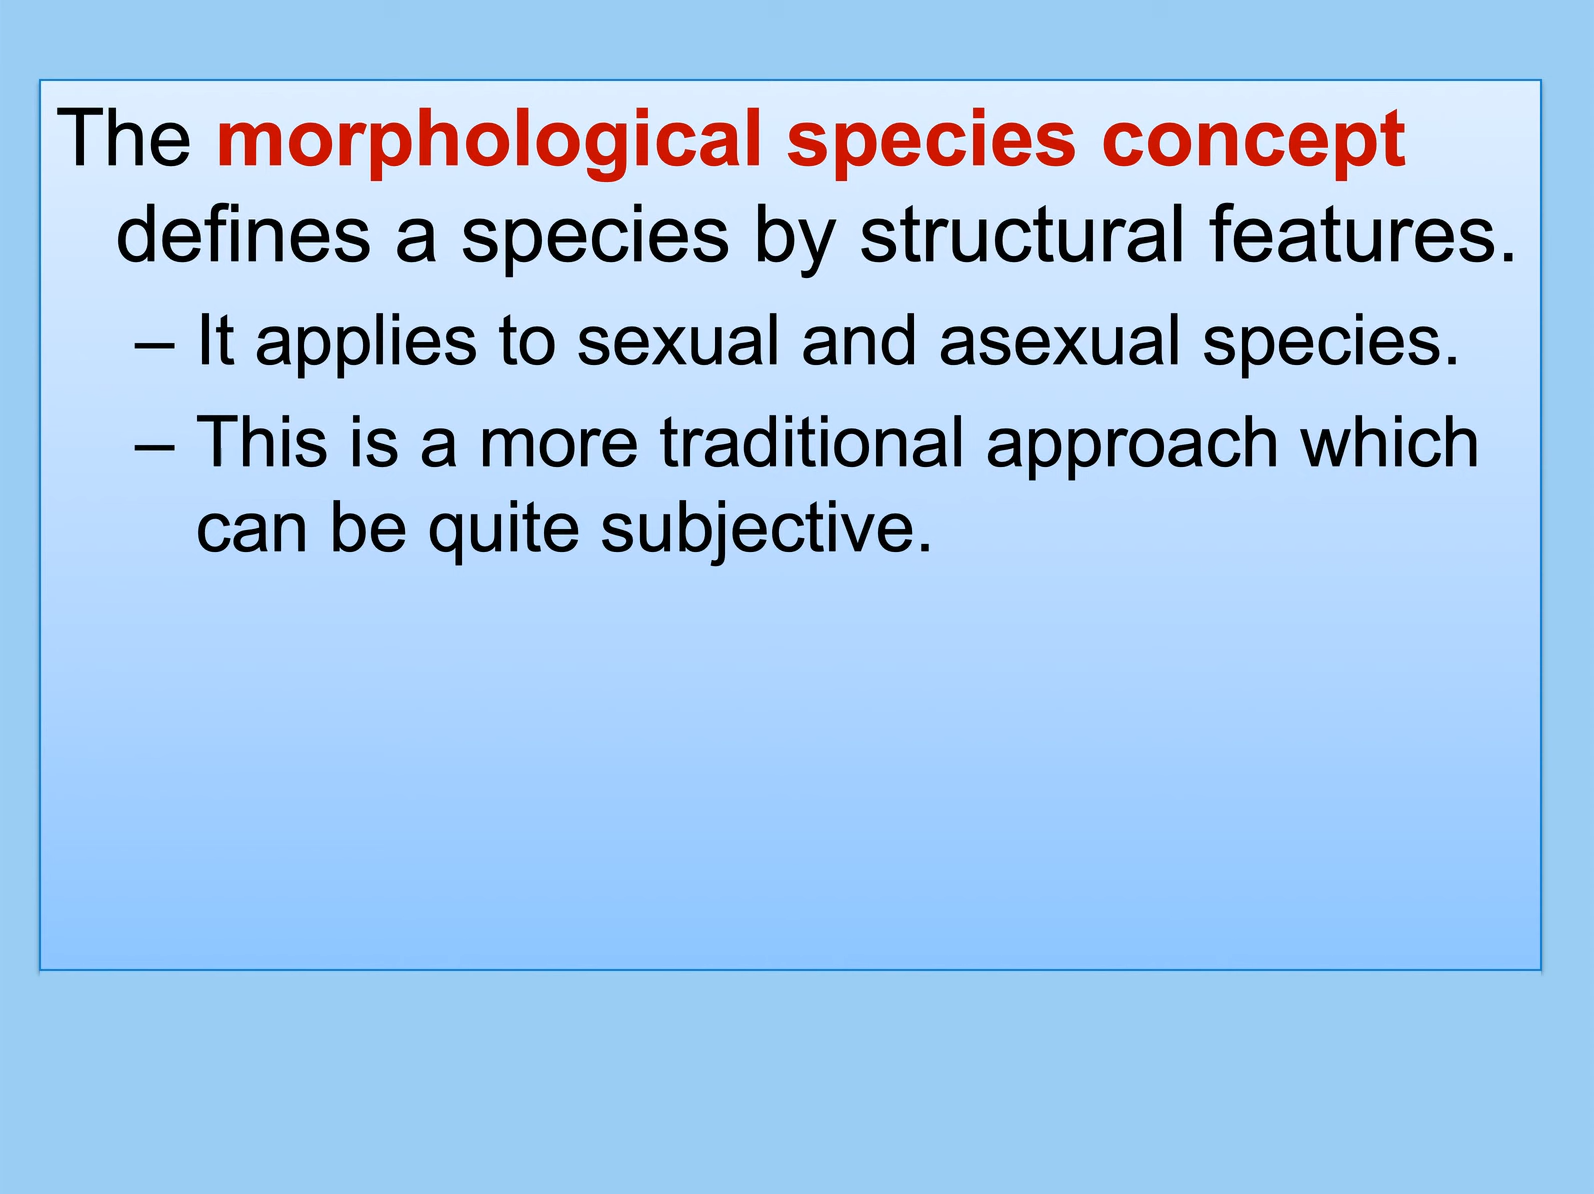 The morphological species concept
defines a species by structural features.
– It applies to sexual and asexual species.
– This is a more traditional approach which
can be quite subjective.